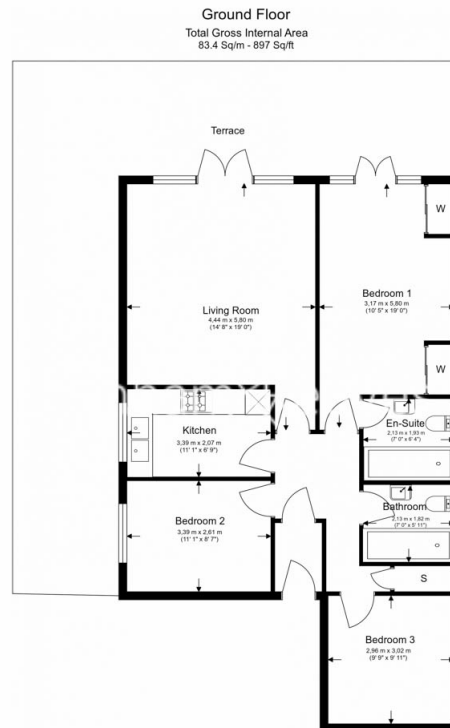 Ground Floor
Total Gross Internal Area
83.4 Sq/m - 897 Sq/ft
Terrace
W
Bedroom 1
3,17 m x 5,80 m
(10' 5" x 19' 0")
Living Room
4,44 m x 5,80 m
(14' 8" x 19' 0")
W
Kitchen
3,39 m x 2,07 m
(11' 1" x 6' 9")
En-Suite
2,13 m x 1,93 m
(7' 0" x 6' 4")
Bathroom
2,13 m x 1,82 m
(7' 0" x 5' 11")
Bedroom 2
3,39 m x 2,61 m
(11' 1" x 8' 7")
S
Bedroom 3
2,96 m x 3,02 m
(9' 9" x 9' 11")